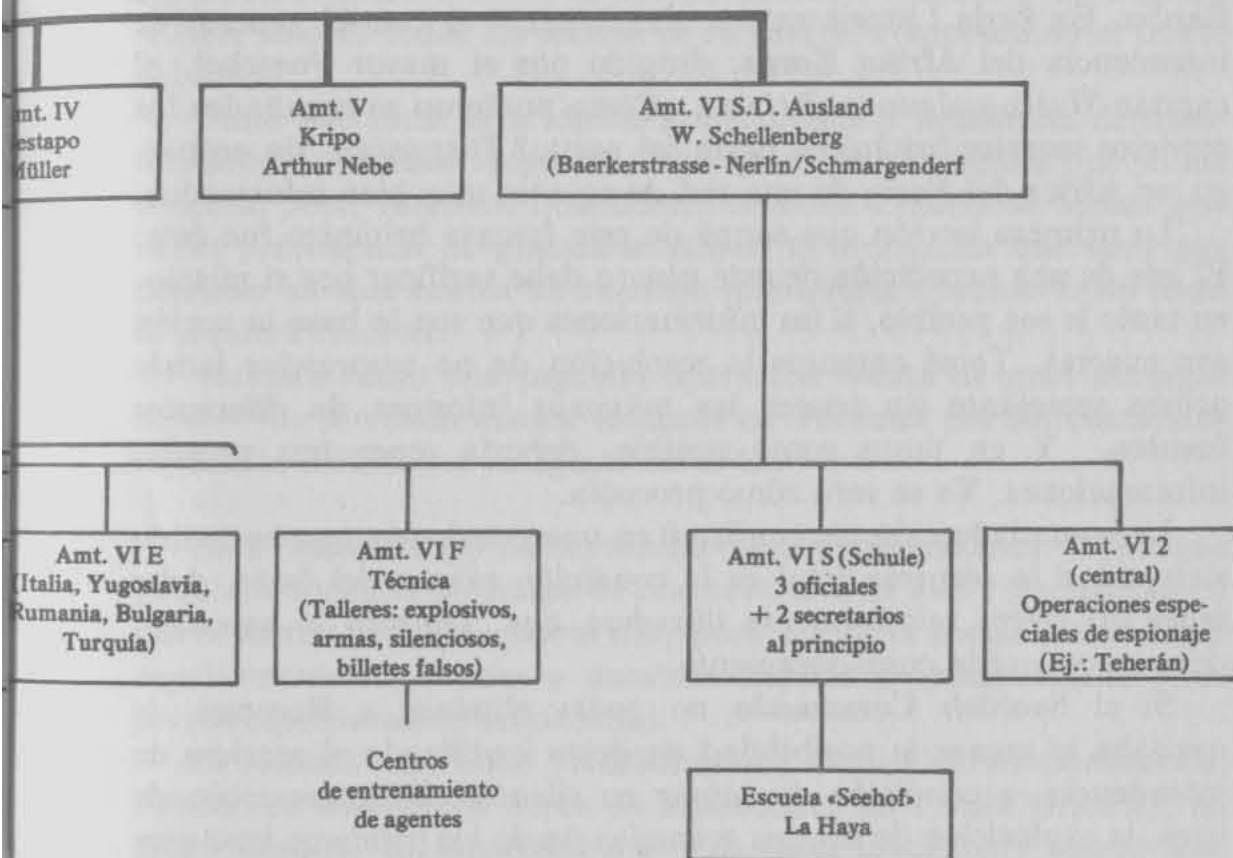 mt. IV
estapo
Müller
Amt. V
Kripo
Arthur Nebe
Amt. VI S.D. Ausland
W. Schellenberg
(Baerkerstrasse - Nerlin/Schmargenderf
Amt. VI E
(Italia, Yugoslavia,
Rumania, Bulgaria,
Turquía)
Amt. VI F
Técnica
(Talleres: explosivos,
armas, silenciosos,
billetes falsos)
Amt. VI S (Schule)
3 oficiales
+ 2 secretarios
al principio
Amt. VI 2
(central)
Operaciones espe-
ciales de espionaje
(Ej.: Teherán)
Centros
de entrenamiento
de agentes
Escuela «Seehof»
La Haya